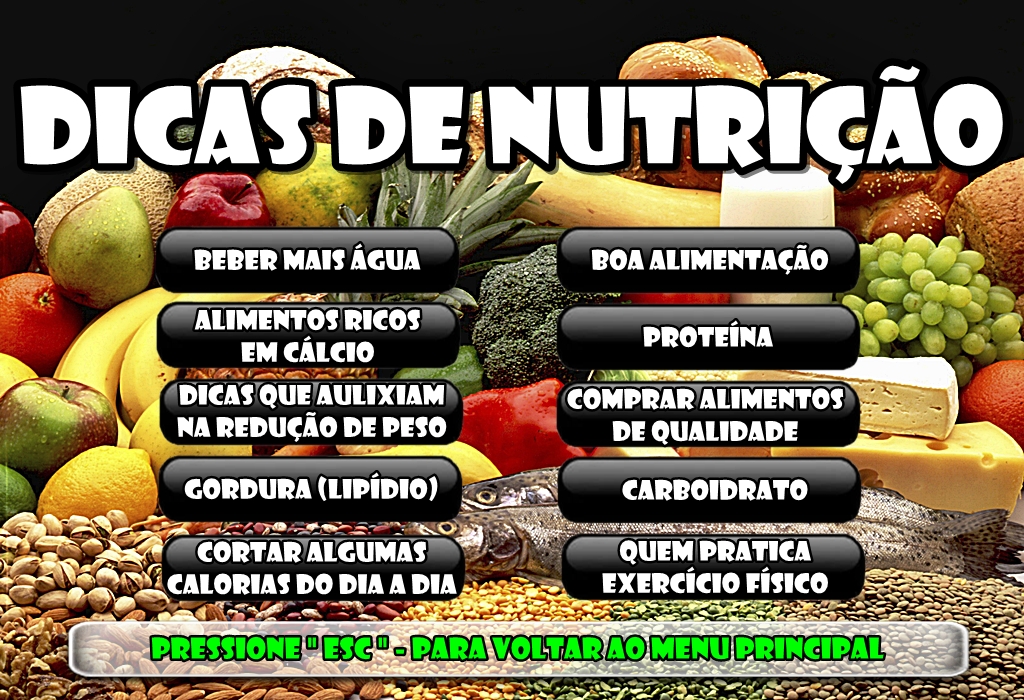 DICAS DE NUTRIÇÃO
BEBER MAIS ÁGUA
ALIMENTOS RICOS
EM CÁLCIO
DICAS QUE AULIXIAM
NA REDUÇÃO DE PESO
GORDURA (LIPÍDIO)
CORTAR ALGUMAS
CALORIAS DO DIA A DIA
BOA ALIMENTAÇÃO
PROTEÍNA
COMPRAR ALIMENTOS
DE QUALIDADE
CARBOIDRATO
QUEM PRATICA
EXERCÍCIO FÍSICO
PRESSIONE " ESC " - PARA VOLTAR AO MENU PRINCIPAL